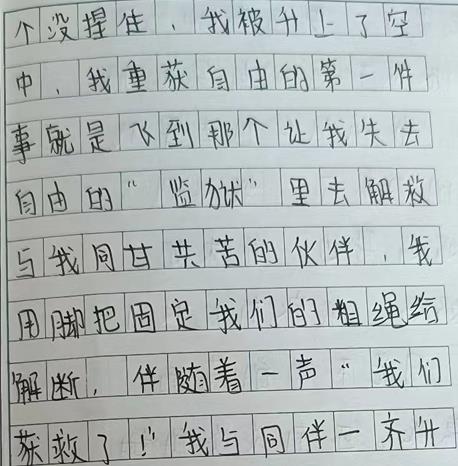 个没捏住，我被升上了空
中，我重获自由的第一件
事就是飞到那个让我失去
自由的“监狱”里去解救
与我同甘共苦的伙伴，我
用脚把固定我们的粗绳给
解断，伴随着一声“我们
获救了！”我与同伴一齐升